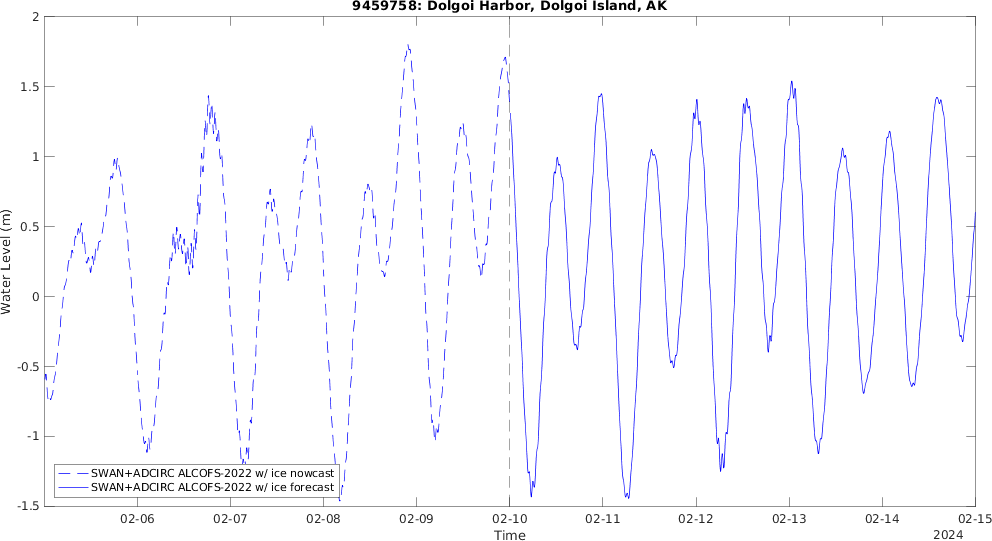 9459758: Dolgoi Harbor, Dolgoi Island, AK
Water Level (m)
2
1.5
1
0.5
0
-0.5
-1
-1.5
SWAN+ADCIRC ALCOFS-2022 w/ ice nowcast
SWAN+ADCIRC ALCOFS-2022 w/ ice forecast
02-06 02-07 02-08 02-09 02-10 02-11 02-12 02-13 02-14 02-15
Time
2024